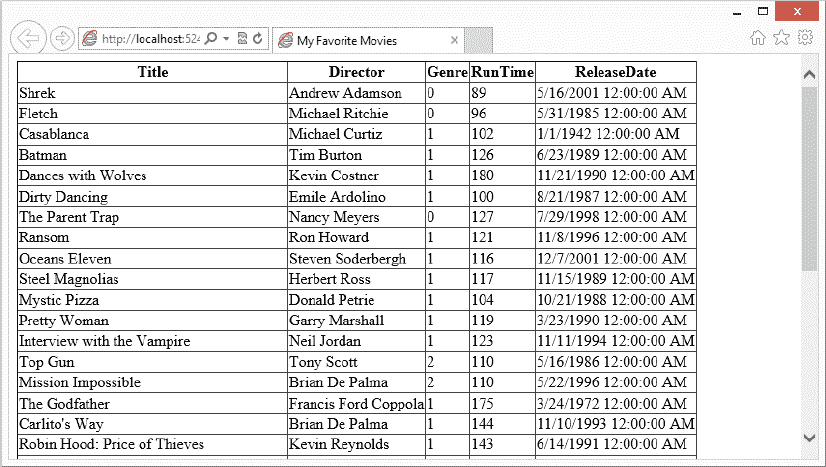 http://localhost:524
My Favorite Movies
Title Director Genre RunTime ReleaseDate
Shrek Andrew Adamson 0 89 5/16/2001 12:00:00 AM
Fletch Michael Ritchie 0 96 5/31/1985 12:00:00 AM
Casablanca Michael Curtiz 1 102 1/1/1942 12:00:00 AM
Batman Tim Burton 1 126 6/23/1989 12:00:00 AM
Dances with Wolves Kevin Costner 1 180 11/21/1990 12:00:00 AM
Dirty Dancing Emile Ardolino 1 100 8/21/1987 12:00:00 AM
The Parent Trap Nancy Meyers 0 127 7/29/1998 12:00:00 AM
Ransom Ron Howard 1 121 11/8/1996 12:00:00 AM
Oceans Eleven Steven Soderbergh 1 116 12/7/2001 12:00:00 AM
Steel Magnolias Herbert Ross 1 117 11/15/1989 12:00:00 AM
Mystic Pizza Donald Petrie 1 104 10/21/1988 12:00:00 AM
Pretty Woman Garry Marshall 1 119 3/23/1990 12:00:00 AM
Interview with the Vampire Neil Jordan 1 123 11/11/1994 12:00:00 AM
Top Gun Tony Scott 2 110 5/16/1986 12:00:00 AM
Mission Impossible Brian De Palma 2 110 5/22/1996 12:00:00 AM
The Godfather Francis Ford Coppola 1 175 3/24/1972 12:00:00 AM
Carlito's Way Brian De Palma 1 144 11/10/1993 12:00:00 AM
Robin Hood: Price of Thieves Kevin Reynolds 1 143 6/14/1991 12:00:00 AM